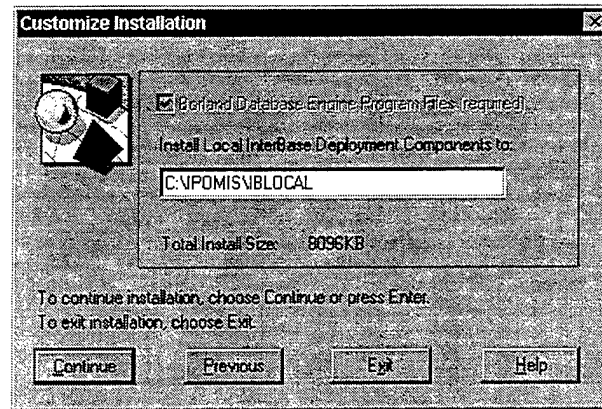 Customize Installation
Borland Database Engine Program Files (required)
Install Local InterBase Deployment Components to:
C:\IPOMIS\IBLOCAL
Total Install Size: 8096KB
To continue installation, choose Continue or press Enter.
To exit installation, choose Exit.
Continue Previous Exit Help